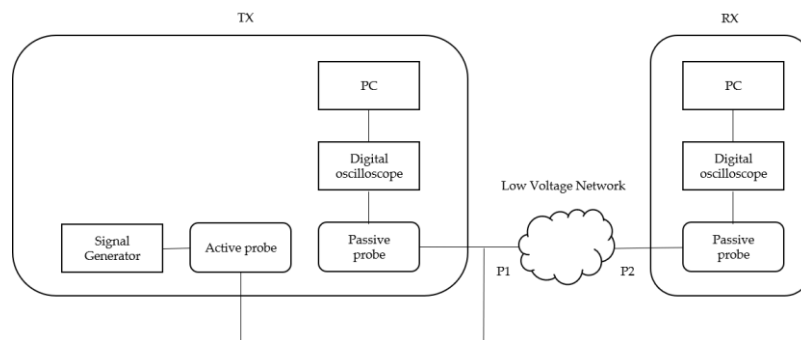 TX
RX
PC
PC
Digital
oscilloscope
Digital
oscilloscope
Low Voltage Network
Signal
Generator
Active probe
Passive
probe
P1
P2
Passive
probe